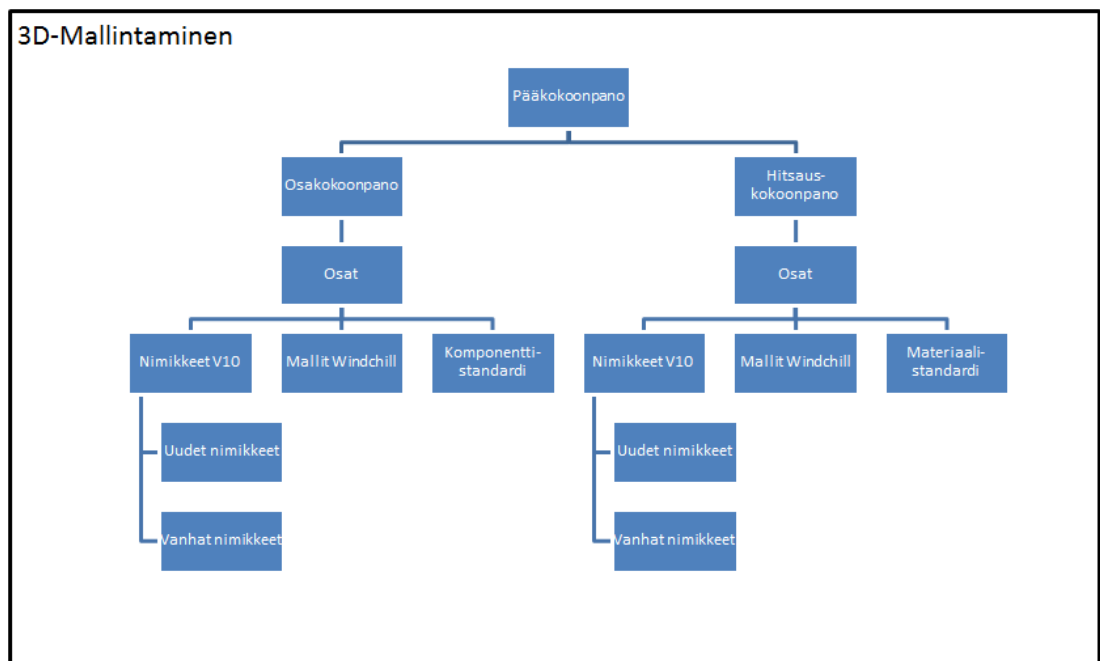 3D-Mallintaminen
Pääkokoonpano
Osakokoonpano
Hitsaus-
kokoonpano
Osat
Osat
Nimikkeet V10
Mallit Windchill
Komponentti-
standardi
Nimikkeet V10
Mallit Windchill
Materiaali-
standardi
Uudet nimikkeet
Uudet nimikkeet
Vanhat nimikkeet
Vanhat nimikkeet